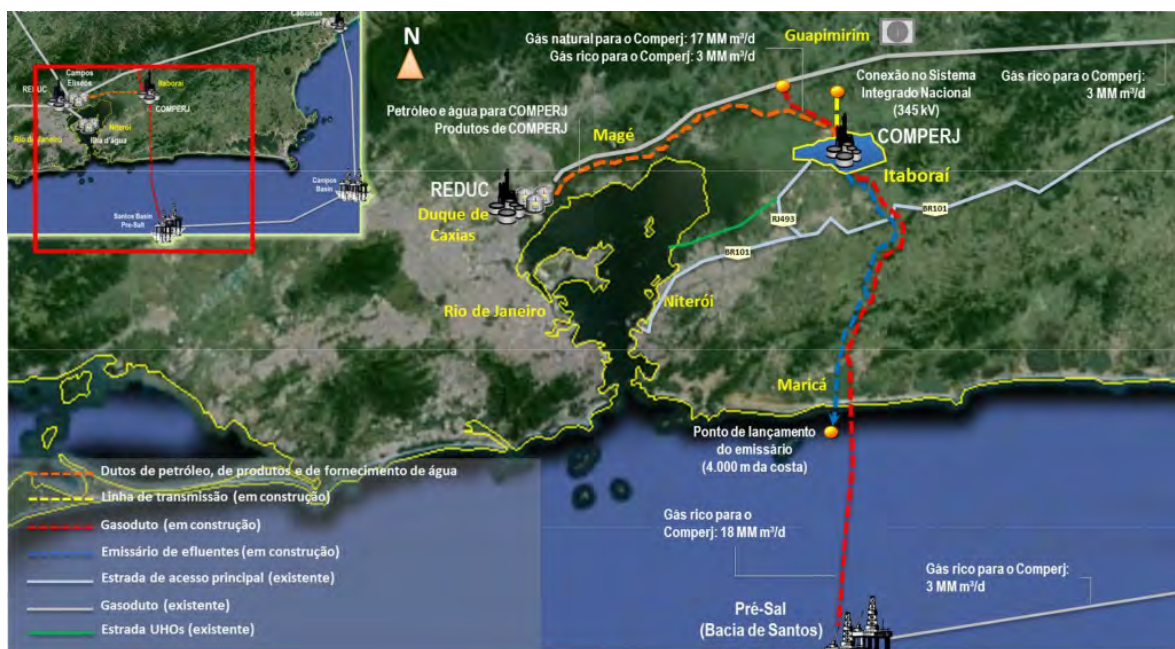 Cabiúnas
Campos
Elíseos
REDUC
Itaboraí
COMPERJ
Niterói
Rio de Janeiro
Ilha d'água
Campos
Basin
Santos Basin
Pre-Salt
N
Gás natural para o Comperj: 17 MM m³/d
Gás rico para o Comperj: 3 MM m³/d
Guapimirim
Conexão no Sistema
Integrado Nacional
(345 kV)
Gás rico para o Comperj:
3 MM m³/d
Petróleo e água para COMPERJ
Produtos de COMPERJ
Magé
COMPERJ
REDUC
Itaboraí
Duque de
Caxias
RJ493
BR101
BR101
Rio de Janeiro
Niterói
Maricá
Ponto de lançamento
do emissário
(4.000 m da costa)
Dutos de petróleo, de produtos e de fornecimento de água
Linha de transmissão (em construção)
Gasoduto (em construção)
Emissário de efluentes (em construção)
Estrada de acesso principal (existente)
Gasoduto (existente)
Estrada UHOs (existente)
Gás rico para o
Comperj: 18 MM m³/d
Gás rico para o Comperj:
3 MM m³/d
Pré-Sal
(Bacia de Santos)